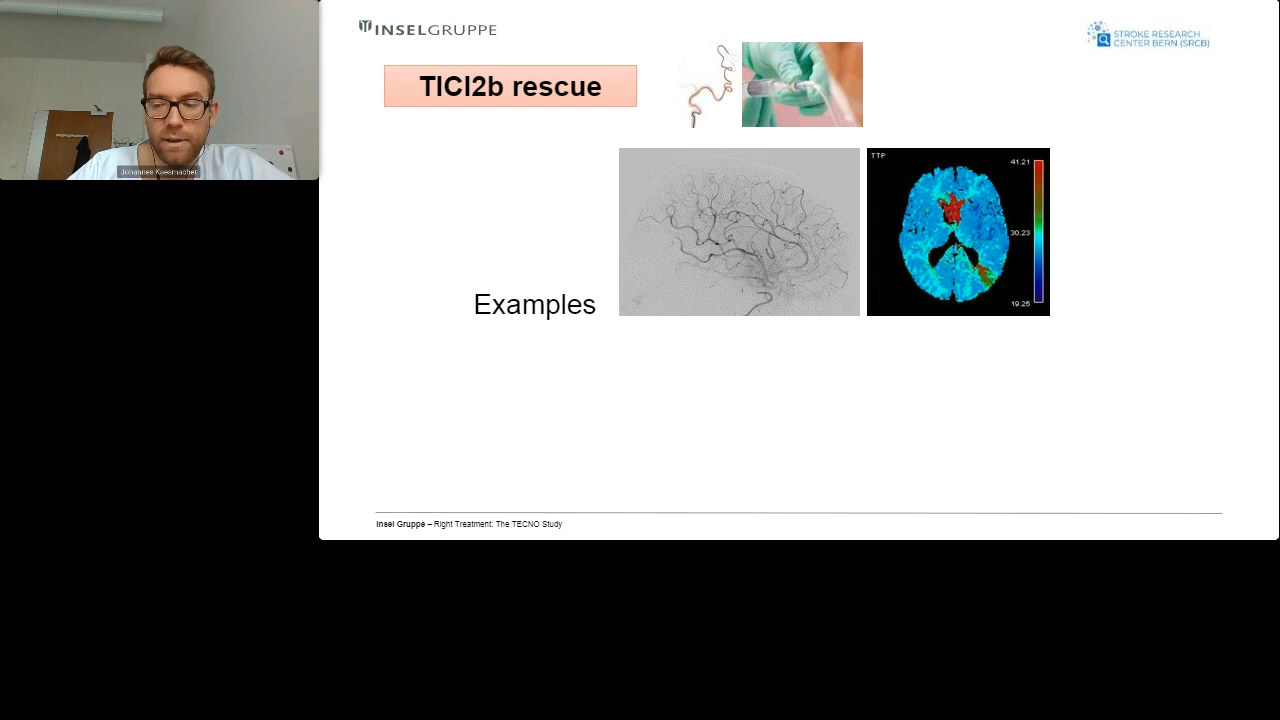 INSELGRUPPE
STROKE RESEARCH
CENTER BERN (SRCB)
TICI2b rescue
Johannes Kaesmacher
TTP
41.21
30.23
19.25
Examples
Insel Gruppe – Right Treatment: The TECNO Study